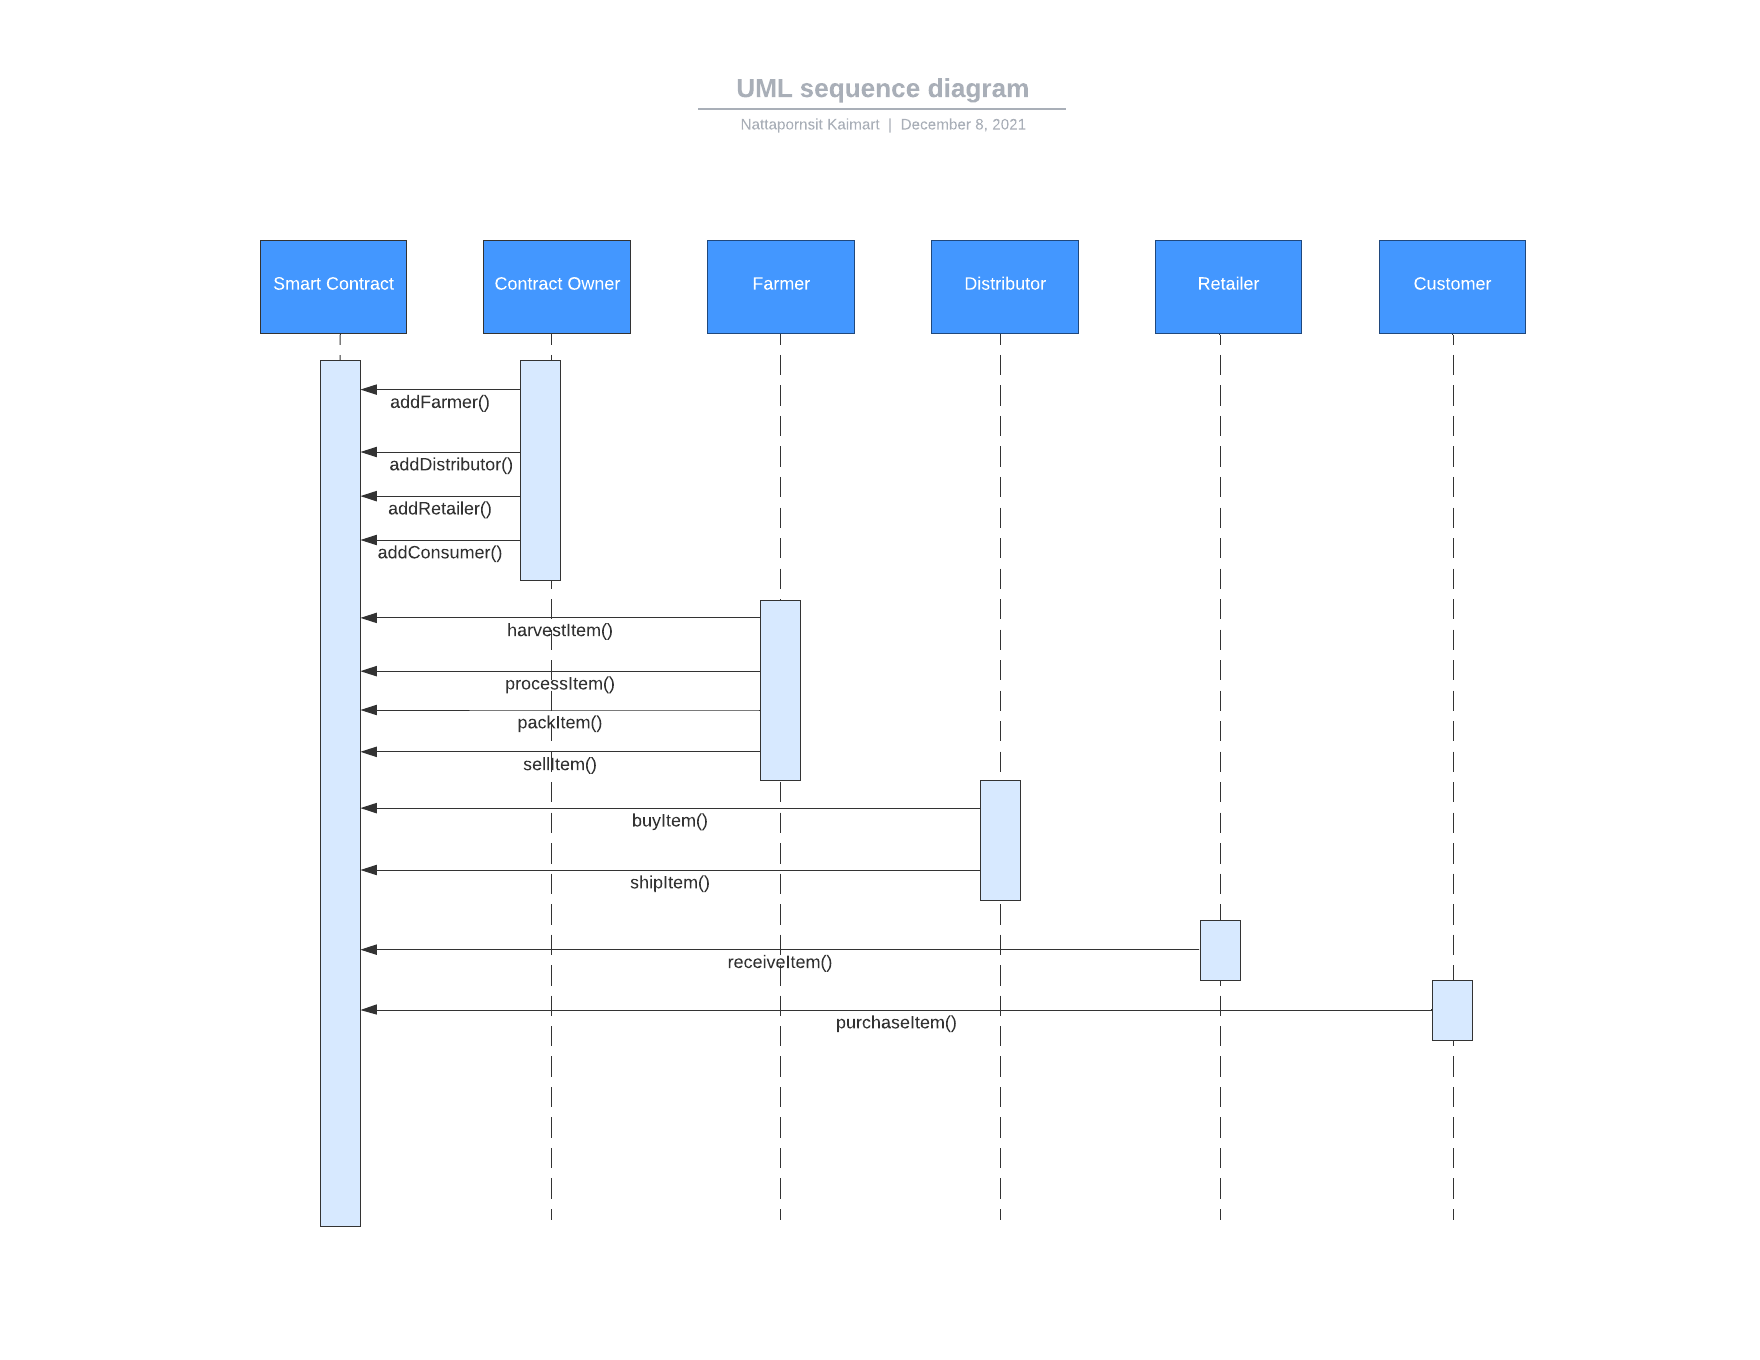 UML sequence diagram
Nattapornsit Kaimart | December 8, 2021
Smart Contract
Contract Owner
Farmer
Distributor
Retailer
Customer
addFarmer()
addDistributor()
addRetailer()
addConsumer()
harvestItem()
processItem()
packItem()
sellItem()
buyItem()
shipItem()
receiveItem()
purchaseItem()